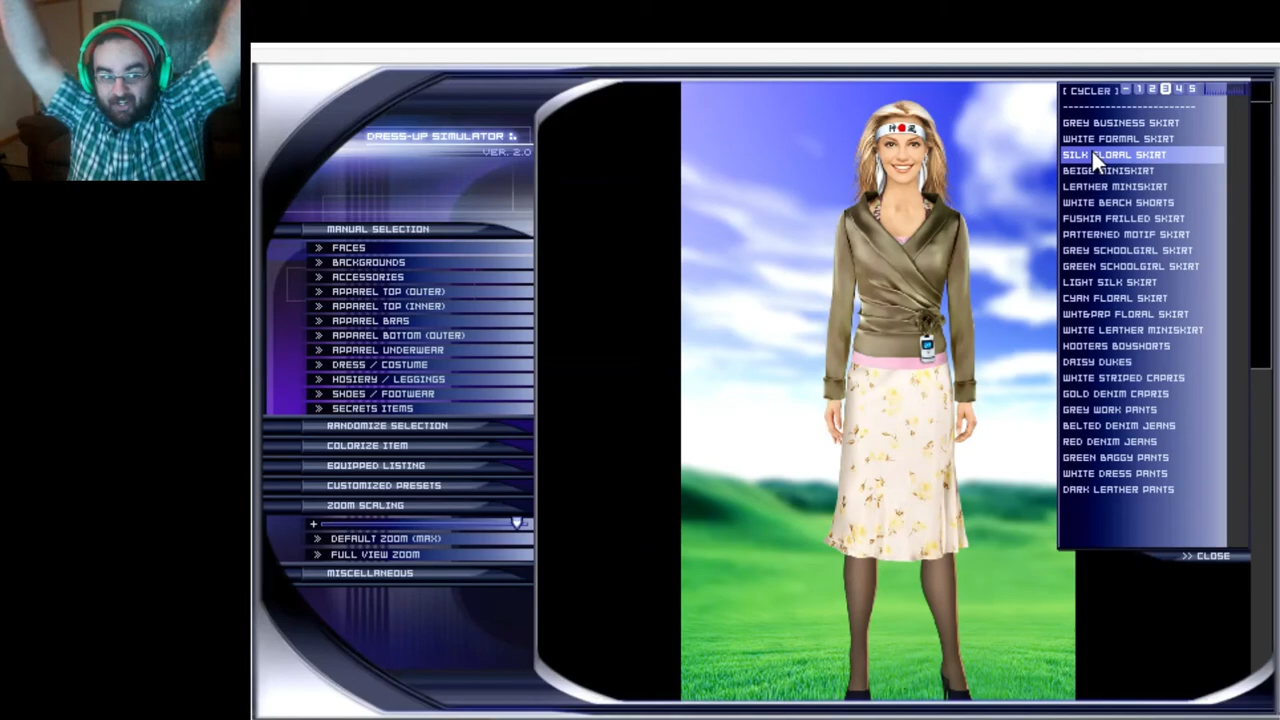 DRESS-UP SIMULATOR :.
VER. 2.0
MANUAL SELECTION
>> FACES
>> BACKGROUNDS
>> ACCESSORIES
>> APPAREL TOP (OUTER)
>> APPAREL TOP (INNER)
>> APPAREL BRAS
>> APPAREL BOTTOM (OUTER)
>> APPAREL UNDERWEAR
>> DRESS / COSTUME
>> HOSIERY / LEGGINGS
>> SHOES / FOOTWEAR
>> SECRETS ITEMS
RANDOMIZE SELECTION
COLORIZE ITEM
EQUIPPED LISTING
CUSTOMIZED PRESETS
ZOOM SCALING
+ -
>> DEFAULT ZOOM (MAX)
>> FULL VIEW ZOOM
MISCELLANEOUS
[ CYCLER ] - 1 2 3 4 5
--------------------------
GREY BUSINESS SKIRT
WHITE FORMAL SKIRT
SILK FLORAL SKIRT
BEIGE MINISKIRT
LEATHER MINISKIRT
WHITE BEACH SHORTS
FUSHIA FRILLED SKIRT
PATTERNED MOTIF SKIRT
GREY SCHOOLGIRL SKIRT
GREEN SCHOOLGIRL SKIRT
LIGHT SILK SKIRT
CYAN FLORAL SKIRT
WHT&PRP FLORAL SKIRT
WHITE LEATHER MINISKIRT
HOOTERS BOYSHORTS
DAISY DUKES
WHITE STRIPED CAPRIS
GOLD DENIM CAPRIS
GREY WORK PANTS
BELTED DENIM JEANS
RED DENIM JEANS
GREEN BAGGY PANTS
WHITE DRESS PANTS
DARK LEATHER PANTS
>> CLOSE